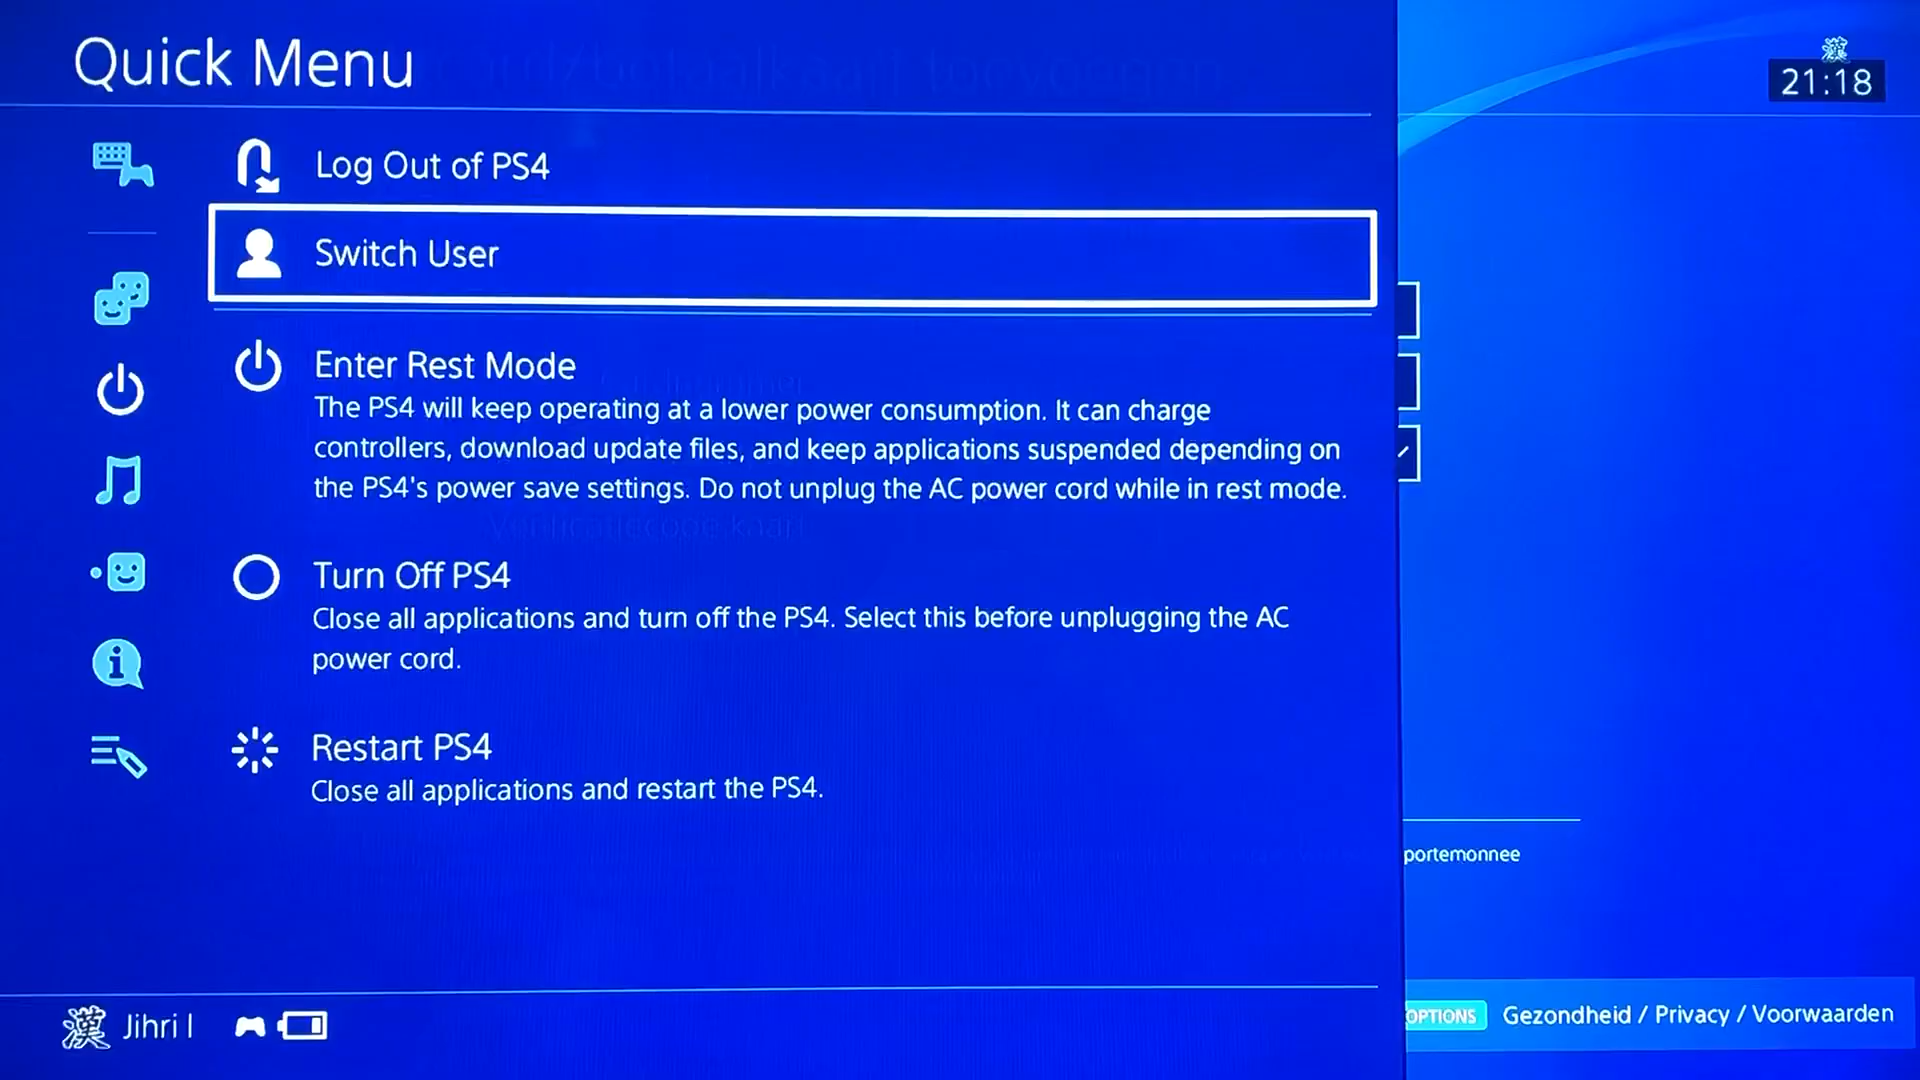 Quick Menu
漢
21:18
Log Out of PS4
Switch User
Enter Rest Mode
The PS4 will keep operating at a lower power consumption. It can charge
controllers, download update files, and keep applications suspended depending on
the PS4's power save settings. Do not unplug the AC power cord while in rest mode.
Verificatiecode kaart
Turn Off PS4
Close all applications and turn off the PS4. Select this before unplugging the AC
power cord.
Restart PS4
Close all applications and restart the PS4.
portemonnee
漢 Jihri I
OPTIONS Gezondheid / Privacy / Voorwaarden